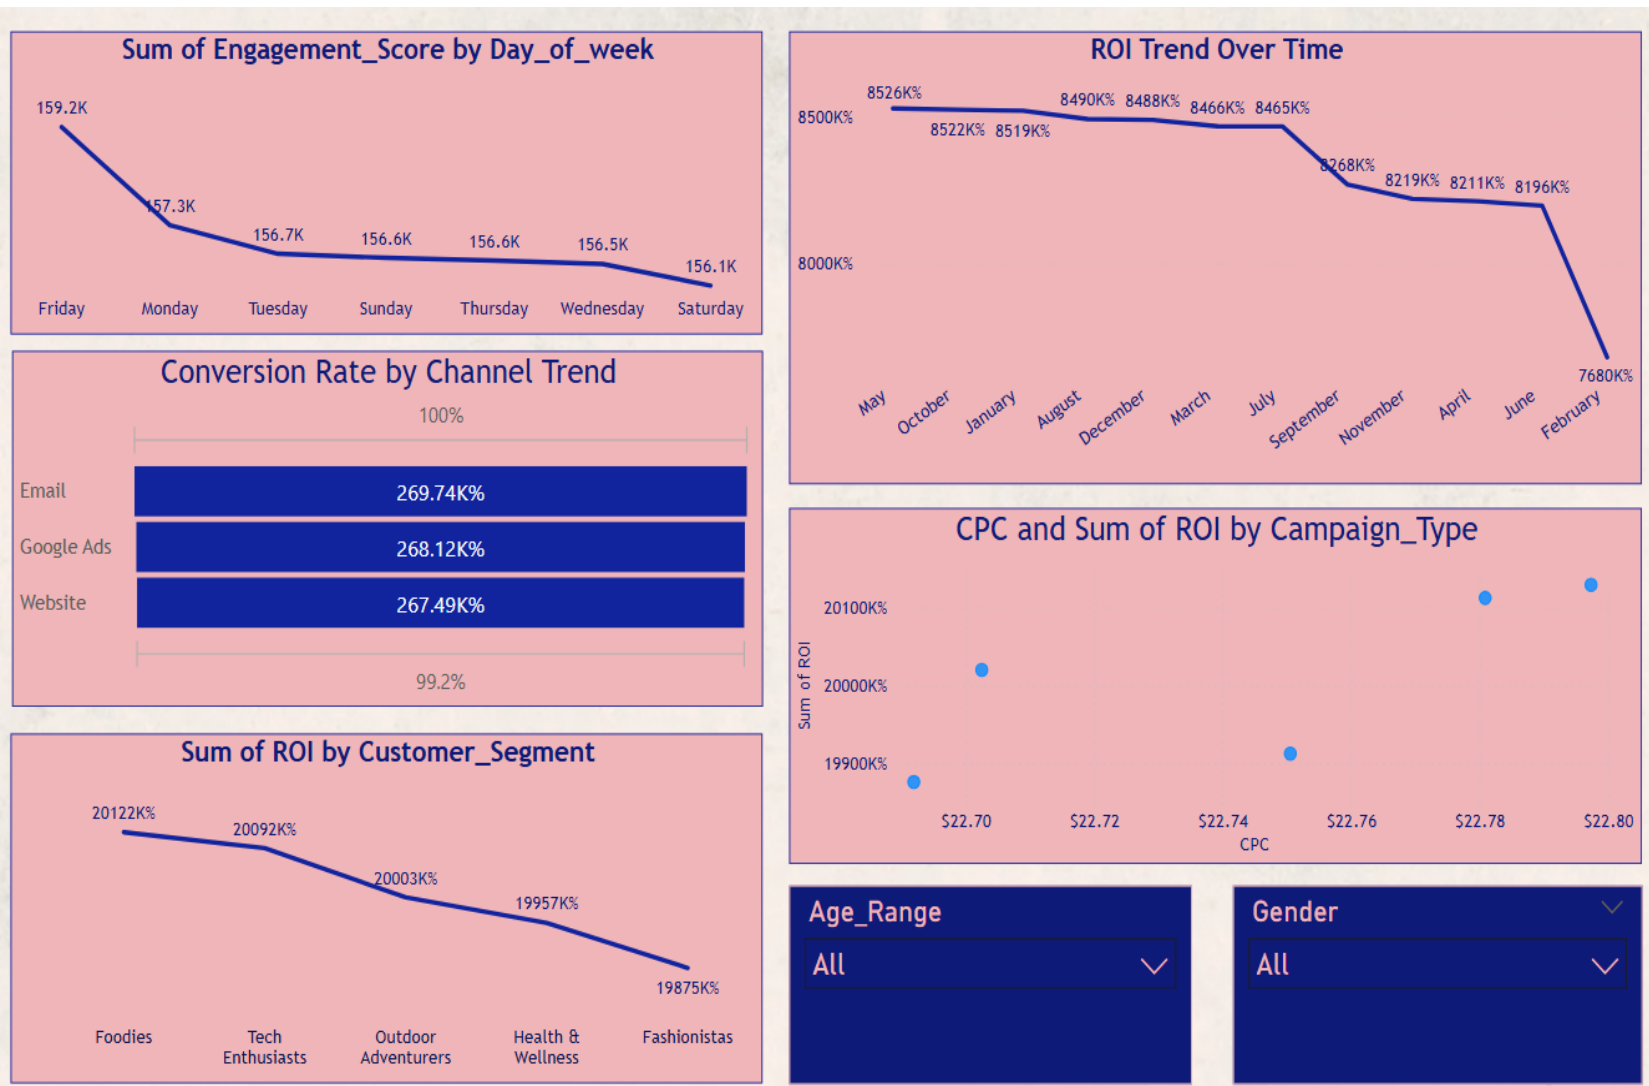 Sum of Engagement_Score by Day_of_week
159.2K
157.3K
156.7K
156.6K
156.6K
156.5K
156.1K
Friday
Monday
Tuesday
Sunday
Thursday
Wednesday
Saturday
Conversion Rate by Channel Trend
100%
Email
269.74K%
Google Ads
268.12K%
Website
267.49K%
99.2%
Sum of ROI by Customer_Segment
20122K%
20092K%
20003K%
19957K%
19875K%
Foodies
Tech
Enthusiasts
Outdoor
Adventurers
Health &
Wellness
Fashionistas
ROI Trend Over Time
8500K%
8000K%
8526K%
8522K%
8519K%
8490K%
8488K%
8466K%
8465K%
8268K%
8219K%
8211K%
8196K%
7680K%
May
October
January
August
December
March
July
September
November
April
June
February
CPC and Sum of ROI by Campaign_Type
Sum of ROI
20100K%
20000K%
19900K%
$22.70
$22.72
$22.74
$22.76
$22.78
$22.80
CPC
Age_Range
All
Gender
All